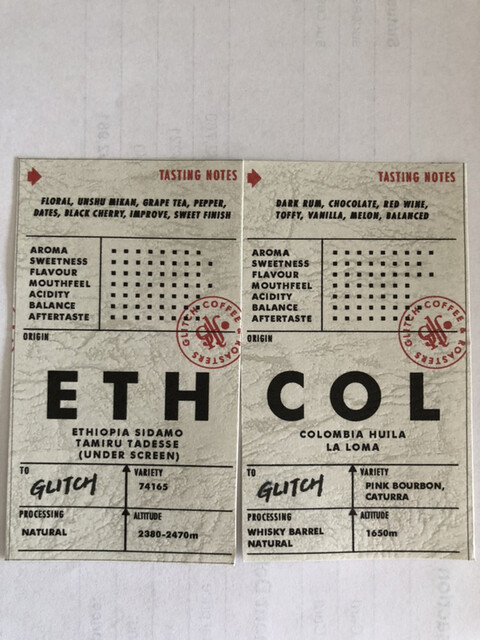 TASTING NOTES
FLORAL, UNSHU MIKAN, GRAPE TEA, PEPPER,
DATES, BLACK CHERRY, IMPROVE, SWEET FINISH
AROMA
SWEETNESS
FLAVOUR
MOUTHFEEL
ACIDITY
BALANCE
AFTERTASTE
GLITCH COFFEE & ROASTERS
ORIGIN
ETH
ETHIOPIA SIDAMO
TAMIRU TADESSE
(UNDER SCREEN)
TO
GLITCH
VARIETY
74165
PROCESSING
NATURAL
ALTITUDE
2380-2470m
TASTING NOTES
DARK RUM, CHOCOLATE, RED WINE,
TOFFY, VANILLA, MELON, BALANCED
AROMA
SWEETNESS
FLAVOUR
MOUTHFEEL
ACIDITY
BALANCE
AFTERTASTE
GLITCH COFFEE & ROASTERS
ORIGIN
COL
COLOMBIA HUILA
LA LOMA
TO
GLITCH
VARIETY
PINK BOURBON,
CATURRA
PROCESSING
WHISKY BARREL
NATURAL
ALTITUDE
1650m